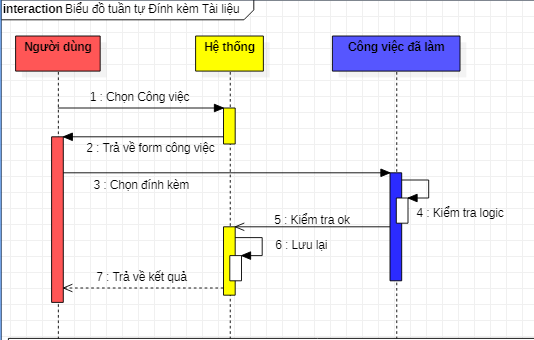 interaction Biểu đồ tuần tự Đính kèm Tài liệu
Người dùng
Hệ thống
Công việc đã làm
1 : Chọn Công việc
2 : Trả về form công việc
3 : Chọn đính kèm
4 : Kiểm tra logic
5 : Kiểm tra ok
6 : Lưu lại
7 : Trả về kết quả